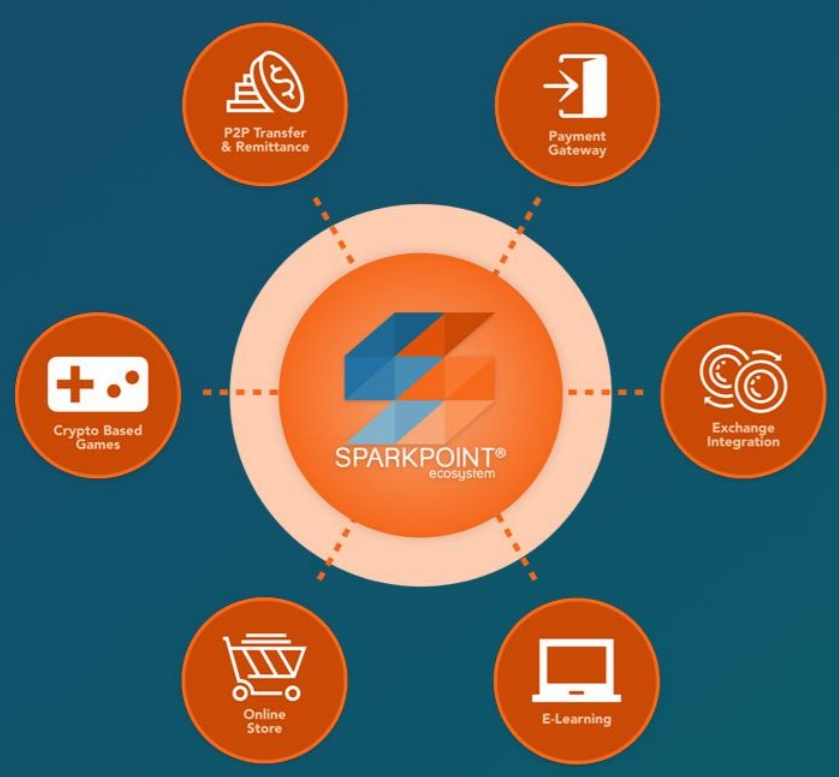 P2P Transfer
& Remittance
Payment
Gateway
Crypto Based
Games
SPARKPOINT®
ecosystem
Exchange
Integration
Online
Store
E-Learning